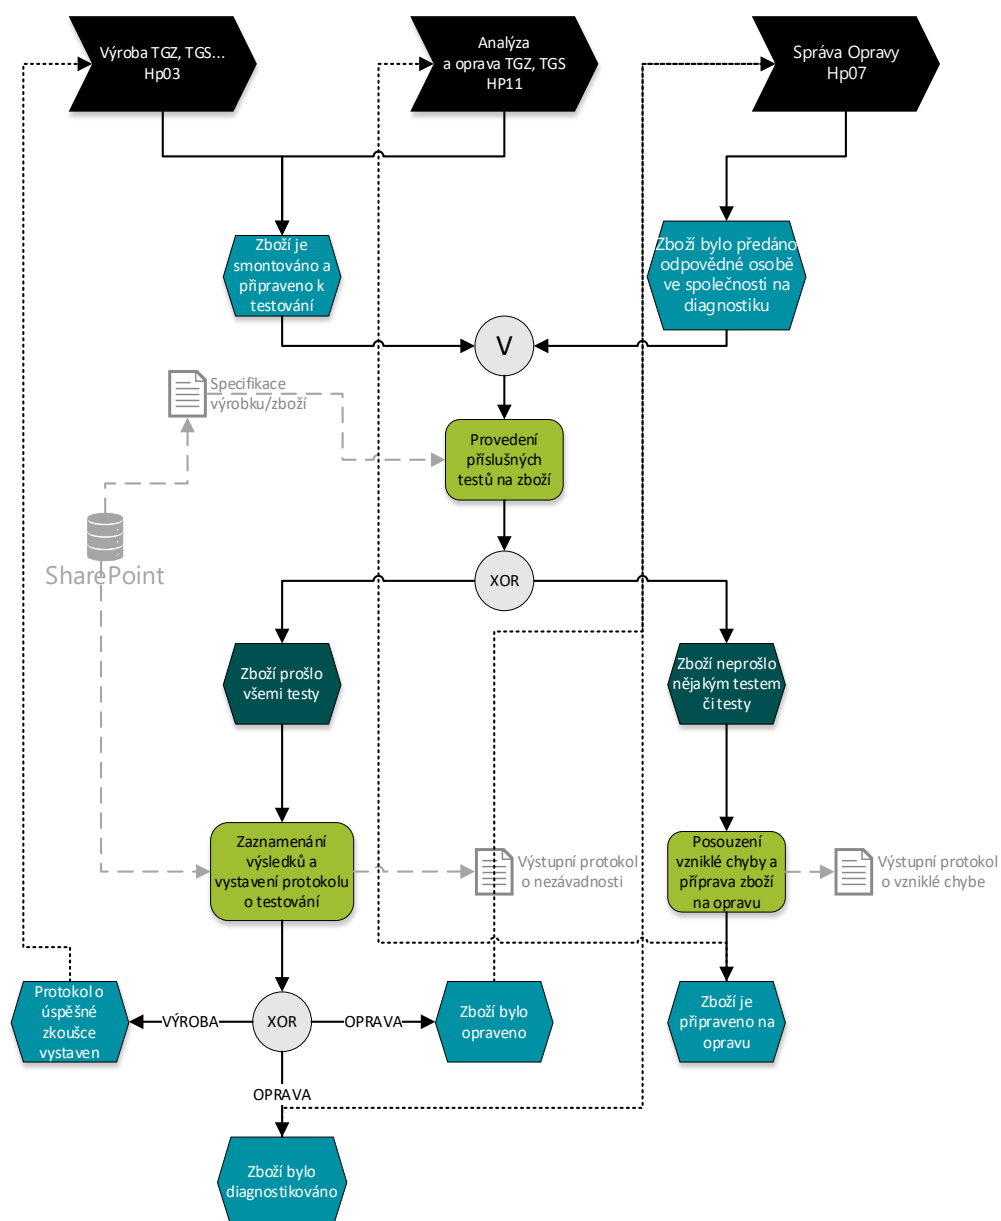 Výroba TGZ, TGS...
Hp03
Analýza
a oprava TGZ, TGS
HP11
Správa Opravy
Hp07
Zboží je
smontováno a
připraveno k
testování
Zboží bylo předáno
odpovědné osobě
ve společnosti na
diagnostiku
V
Specifikace
výrobku/zboží
Provedení
příslušných
testů na zboží
SharePoint
XOR
Zboží prošlo
všemi testy
Zboží neprošlo
nějakým testem
či testy
Zaznamenání
výsledků a
vystavení protokolu
o testování
Výstupní protokol
o nezávadnosti
Posouzení
vzniklé chyby a
příprava zboží
na opravu
Výstupní protokol
o vzniklé chybe
Protokol o
úspěšné
zkoušce
vystaven
VÝROBA
XOR
OPRAVA
Zboží bylo
opraveno
Zboží je
připraveno na
opravu
OPRAVA
Zboží bylo
diagnostikováno